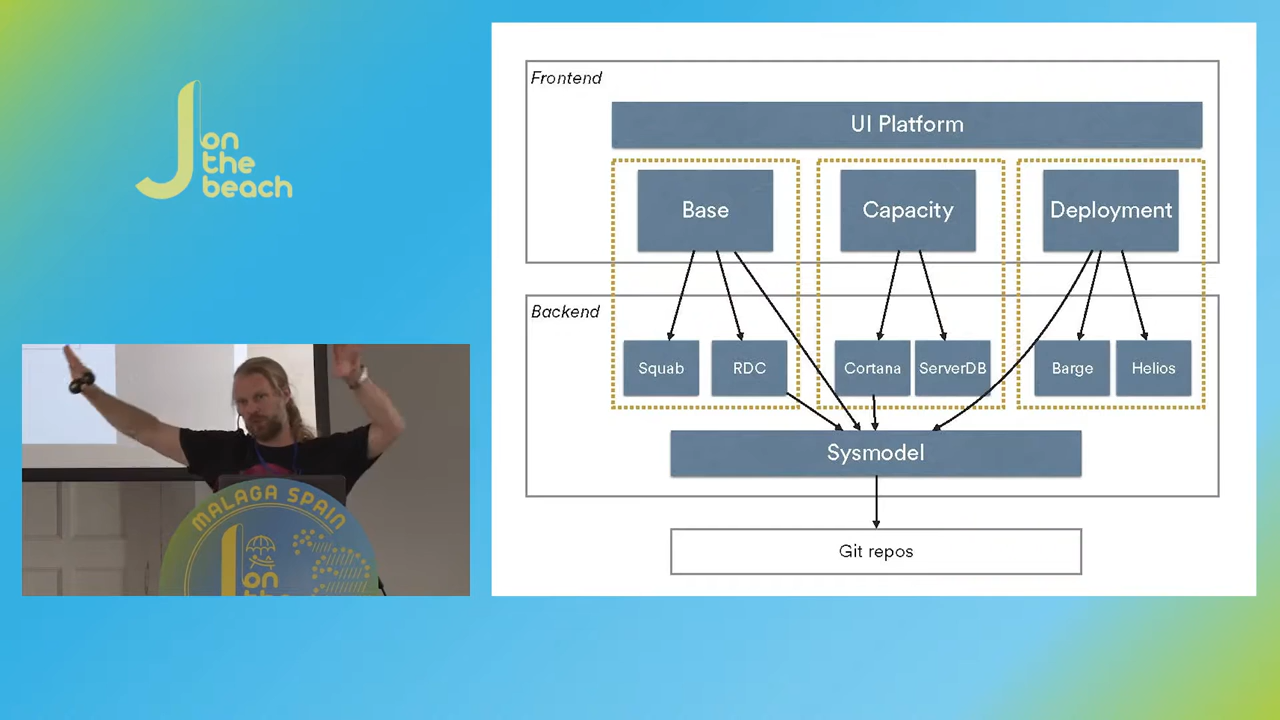 J
on
the
beach
Frontend
UI Platform
Base
Capacity
Deployment
Backend
Squab
RDC
Cortana
ServerDB
Barge
Helios
Sysmodel
Git repos
MALAGA SPAIN
J
on